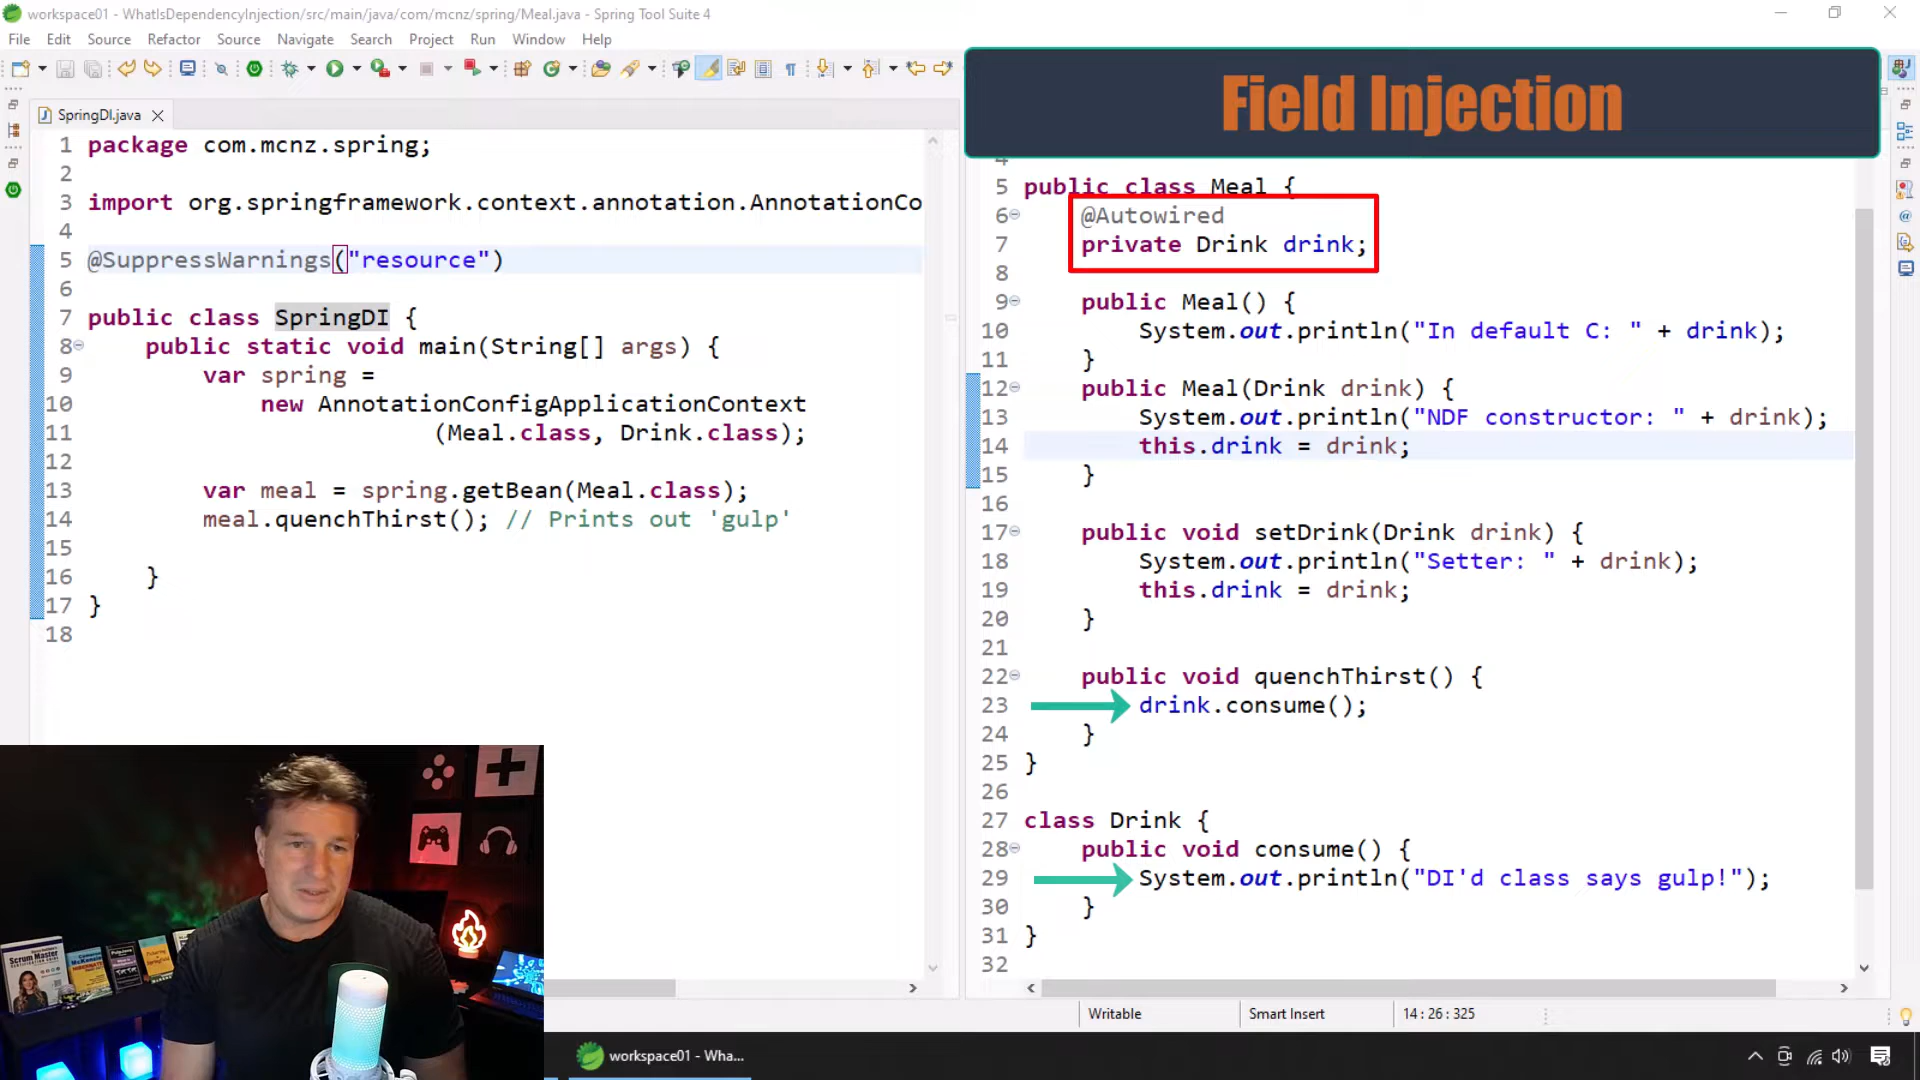 workspace01 - WhatIsDependencyInjection/src/main/java/com/mcnz/spring/Meal.java - Spring Tool Suite 4
File Edit Source Refactor Source Navigate Search Project Run Window Help
Field Injection
SpringDI.java
1 package com.mcnz.spring;
2
3 import org.springframework.context.annotation.AnnotationCo
4
5 @SuppressWarnings("resource")
6
7 public class SpringDI {
8 public static void main(String[] args) {
9 var spring =
10 new AnnotationConfigApplicationContext
11 (Meal.class, Drink.class);
12
13 var meal = spring.getBean(Meal.class);
14 meal.quenchThirst(); // Prints out 'gulp'
15
16 }
17 }
18
4
5 public class Meal {
6 @Autowired
7 private Drink drink;
8
9 public Meal() {
10 System.out.println("In default C: " + drink);
11 }
12 public Meal(Drink drink) {
13 System.out.println("NDF constructor: " + drink);
14 this.drink = drink;
15 }
16
17 public void setDrink(Drink drink) {
18 System.out.println("Setter: " + drink);
19 this.drink = drink;
20 }
21
22 public void quenchThirst() {
23 drink.consume();
24 }
25 }
26
27 class Drink {
28 public void consume() {
29 System.out.println("DI'd class says gulp!");
30 }
31 }
32
Scrum Master
Writable Smart Insert 14 : 26 : 325
workspace01 - Wha...